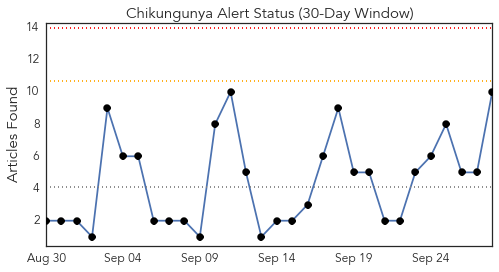 Chikungunya Alert Status (30-Day Window)
14
12
10
8
6
4
2
Articles Found
Aug 30 Sep 04 Sep 09 Sep 14 Sep 19 Sep 24